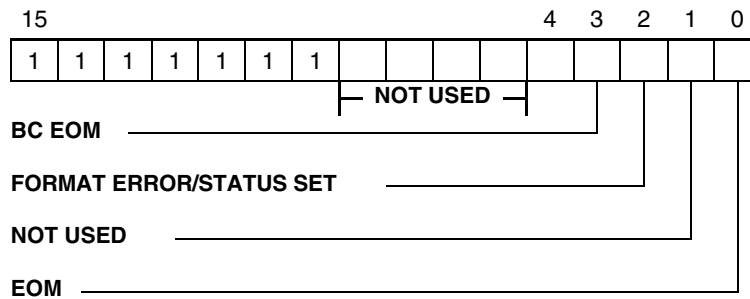 15 4 3 2 1 0
1 1 1 1 1 1 1
NOT USED
BC EOM
FORMAT ERROR/STATUS SET
NOT USED
EOM